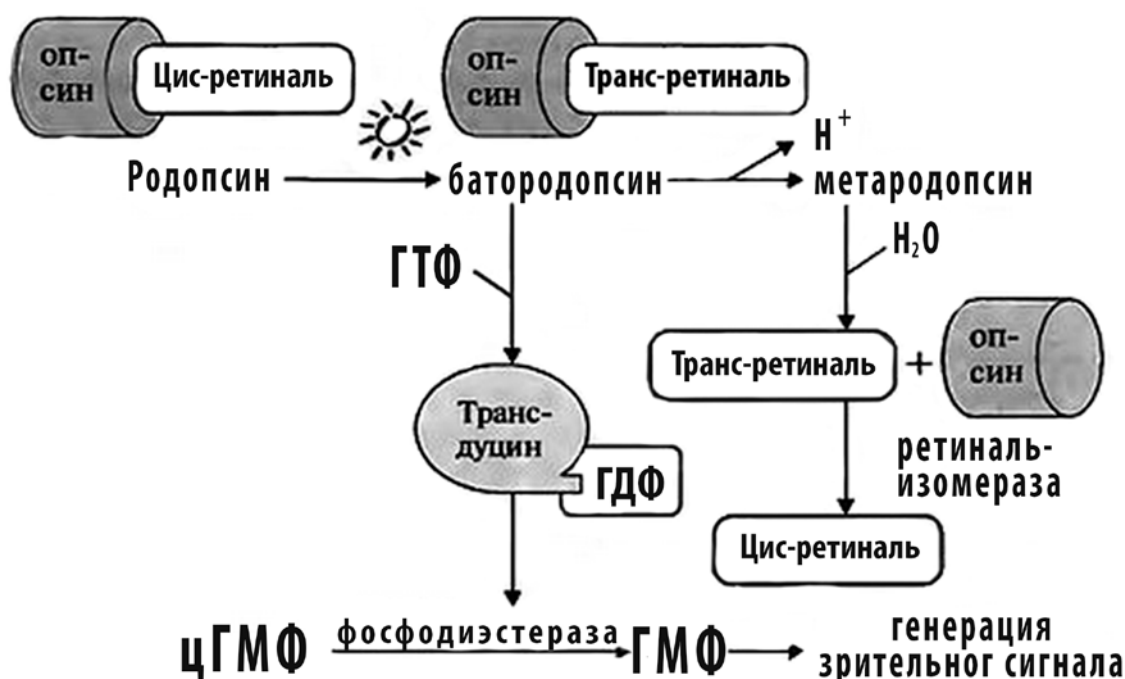 оп-
син
Цис-ретиналь
оп-
син
Транс-ретиналь
H⁺
Родопсин
батородопсин
метародопсин
ГТФ
H₂O
Транс-ретиналь
+
оп-
син
Транс-
дуцин
ГДФ
ретиналь-
изомераза
Цис-ретиналь
цГМФ
фосфодиэстераза
ГМФ
генерация
зрительног сигнала